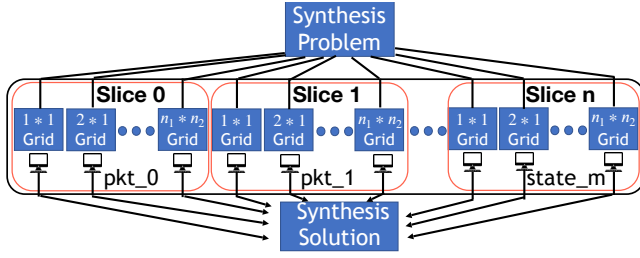 Synthesis
Problem
Slice 0
Slice 1
Slice n
1 * 1
Grid
2 * 1
Grid
n₁ * n₂
Grid
1 * 1
Grid
2 * 1
Grid
n₁ * n₂
Grid
1 * 1
Grid
2 * 1
Grid
n₁ * n₂
Grid
pkt_0
pkt_1
state_m
Synthesis
Solution